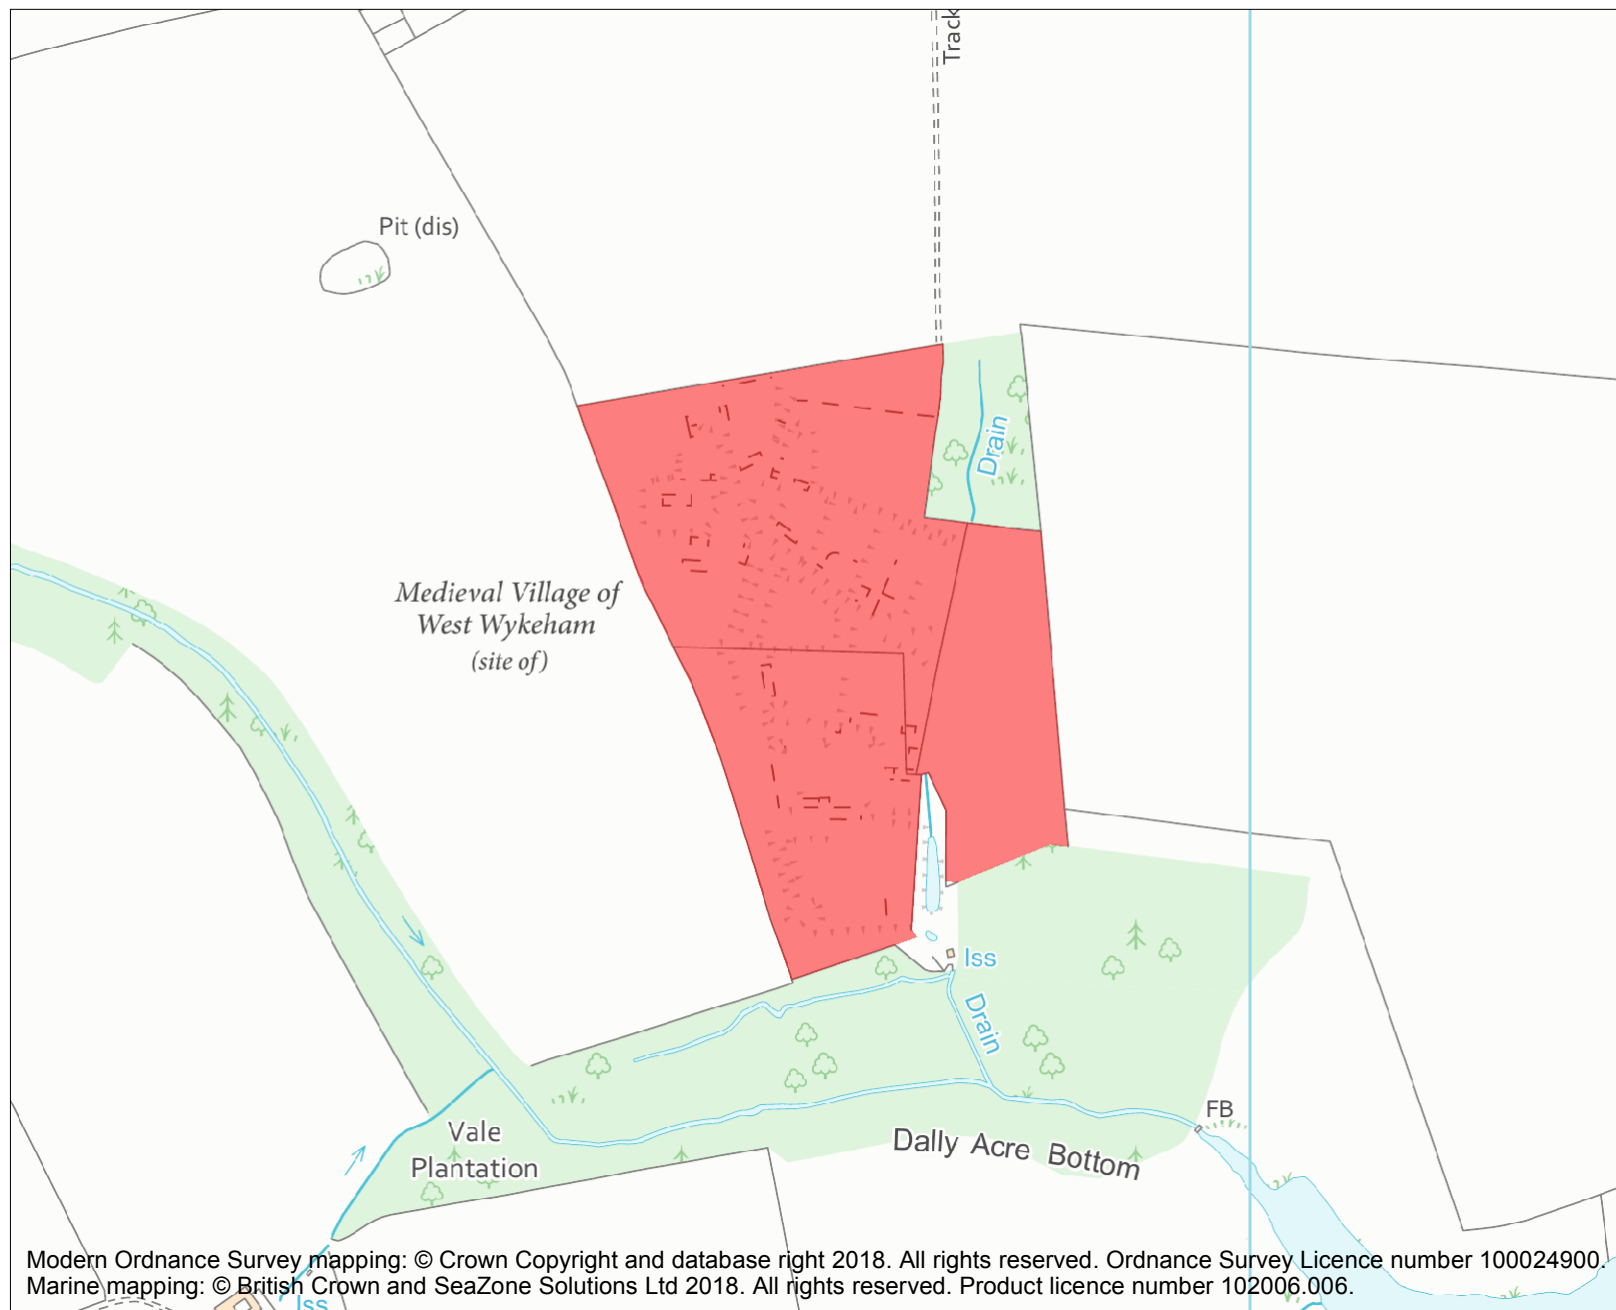 Track
Pit (dis)
Drain
Medieval Village of
West Wykeham
(site of)
Iss
Drain
FB
Vale
Plantation
Dally Acre Bottom
Modern Ordnance Survey mapping: © Crown Copyright and database right 2018. All rights reserved. Ordnance Survey Licence number 100024900.
Marine mapping: © British Crown and SeaZone Solutions Ltd 2018. All rights reserved. Product licence number 102006.006.
Iss